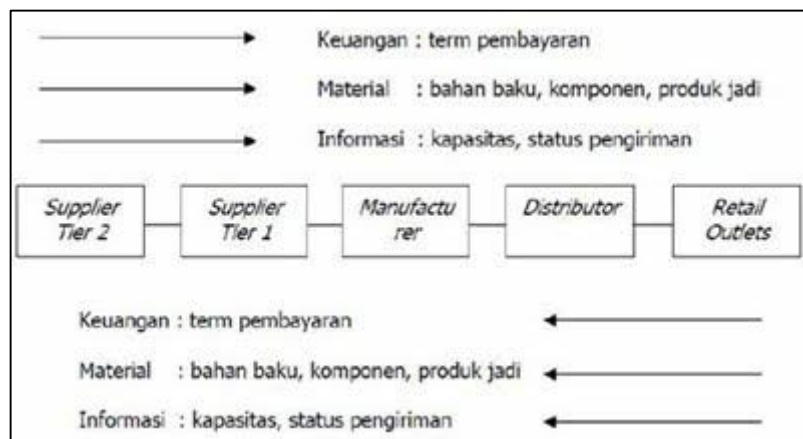 Keuangan : term pembayaran
Material : bahan baku, komponen, produk jadi
Informasi : kapasitas, status pengiriman
Supplier Tier 2
Supplier Tier 1
Manufactu rer
Distributor
Retail Outlets
Keuangan : term pembayaran
Material : bahan baku, komponen, produk jadi
Informasi : kapasitas, status pengiriman